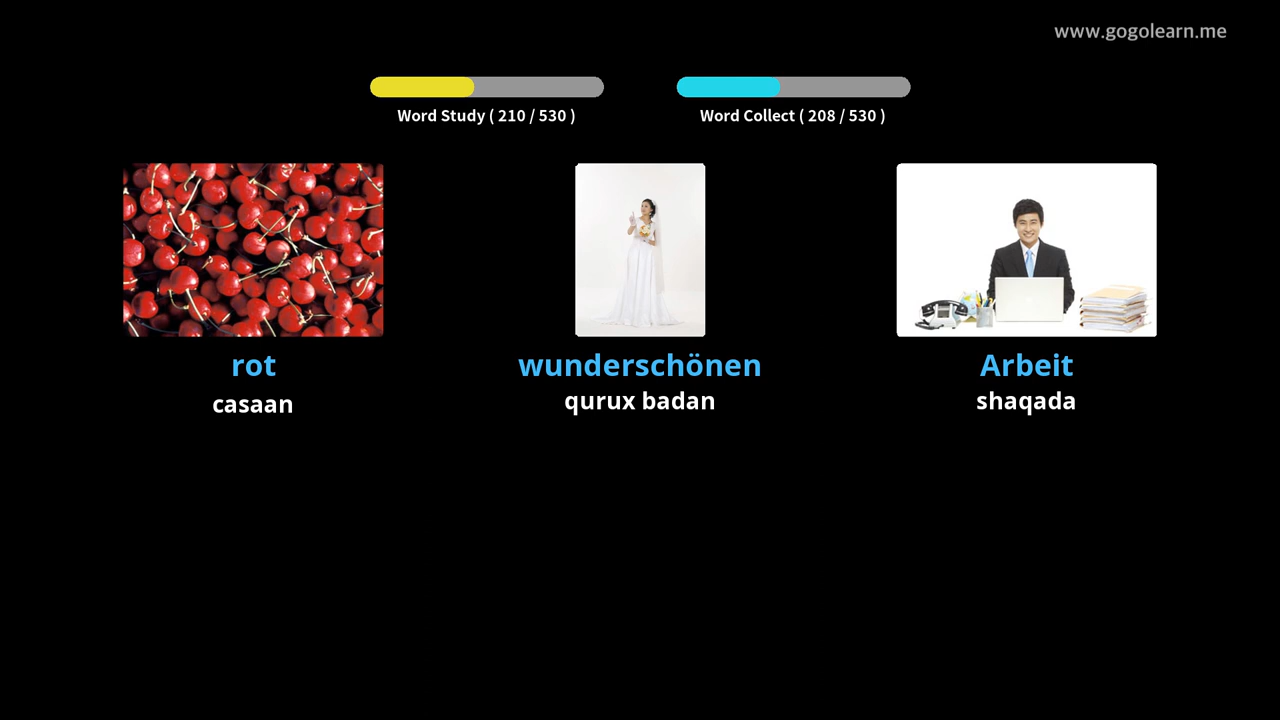 www.gogolearn.me
Word Study ( 210 / 530 )
Word Collect ( 208 / 530 )
rot
casaan
wunderschönen
qurux badan
Arbeit
shaqada